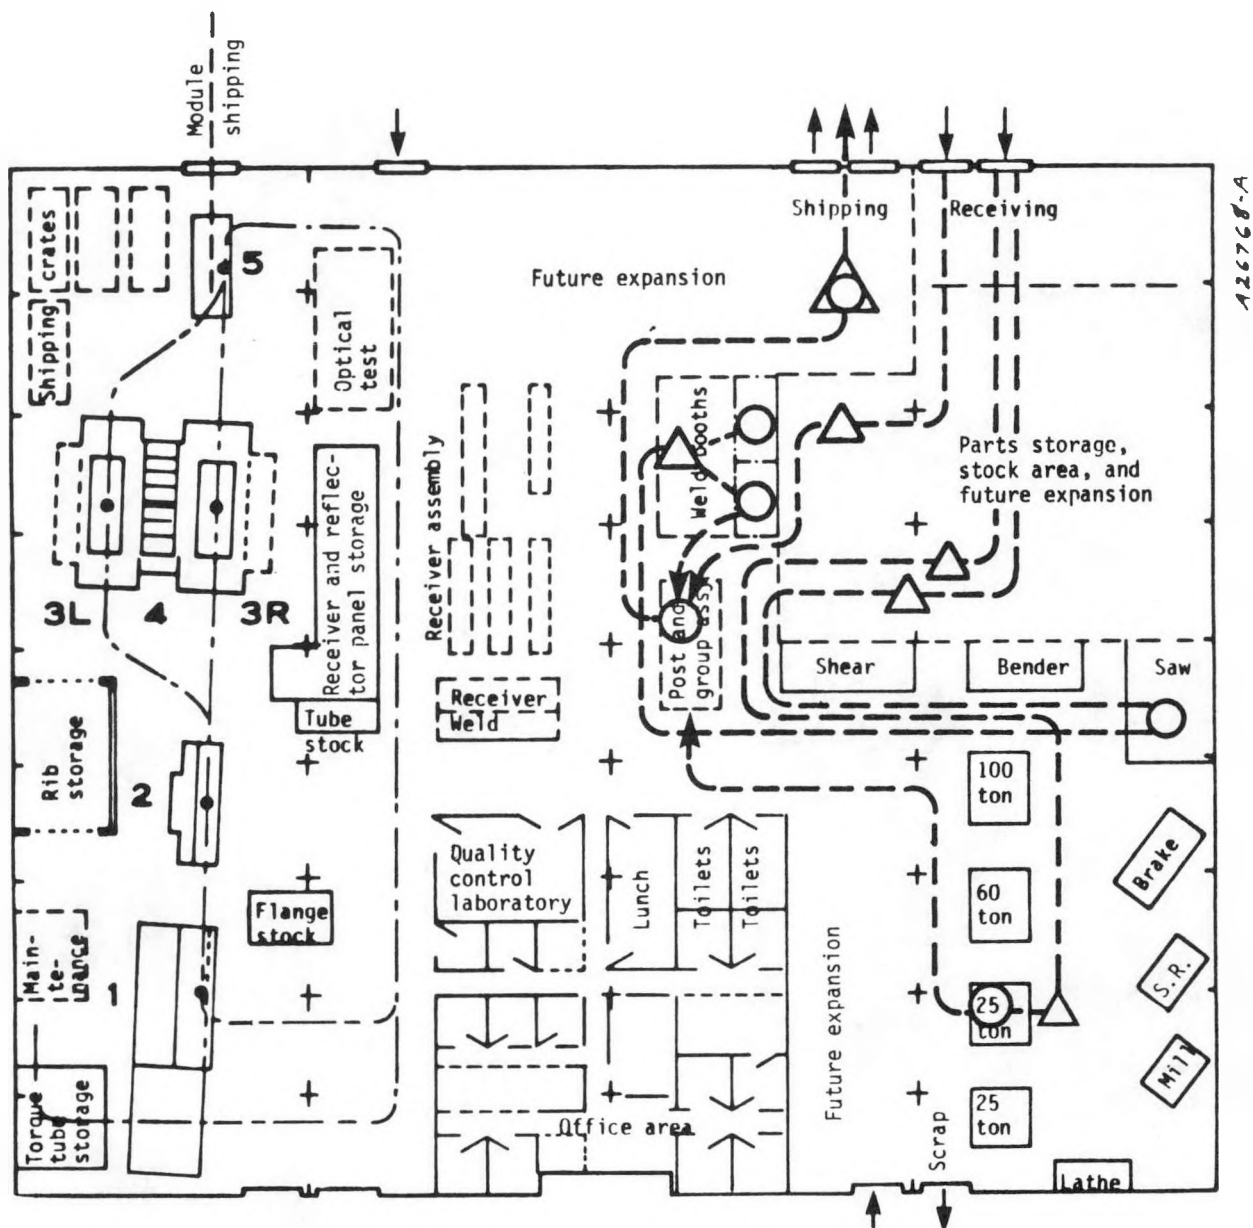 Module
shipping
A26768-A
Shipping
Receiving
crates
Shipping
5
Future expansion
Optical
test
Weld booths
Parts storage,
stock area, and
future expansion
Receiver assembly
Receiver and reflec-
tor panel storage
3L
4
3R
Post and
group assy
Shear
Bender
Saw
Rib
storage
Tube
stock
Receiver
Weld
2
100
ton
Brake
Quality
control
laboratory
Lunch
Toilets
Toilets
60
ton
Flange
stock
Main-
te-
nance
1
Future expansion
S.R.
25
ton
Mill
Torque
tube
storage
Office area
25
ton
Scrap
Lathe